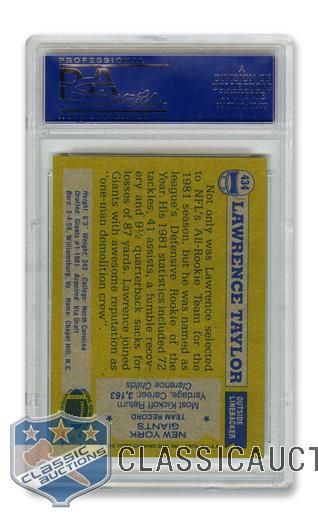 PROFESSIONAL
PSA
A
DIVISION OF
434
LAWRENCE TAYLOR
OUTSIDE
LINEBACKER
Not only was Lawrence selected
to NFL's All-Rookie Team for the
1981 season, but he was named as
league's Defensive Rookie of the
Year. His 1981 statistics included 72
tackles, 41 assists, a fumble recov-
ery and 9½ quarterback sacks for
losses of 87 yards. Lawrence joined
Giants with awesome reputation as
"one-man demolition crew."
Height: 6'3" Weight: 242 College: North Carolina
Drafted: Giants #1-1981 Acquired: Via Draft
Born: 2-4-59, Williamsburg, Va. Home: Chapel Hill, N.C.
NEW YORK
GIANTS
TEAM RECORD
Most Kickoff Return
Yardage, Career: 3,163
Clarence Childs
CLASSIC
AUCTIONS
CLASSICAUCT